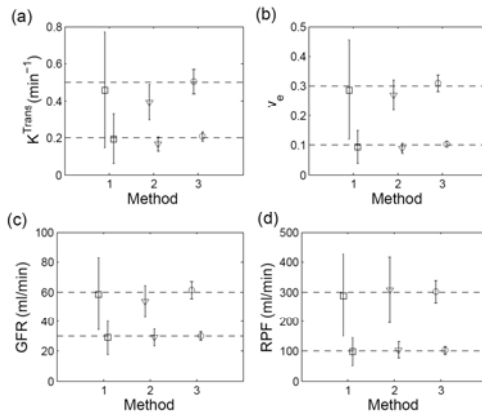 (a)
K^Trans (min⁻¹)
0.8
0.6
0.4
0.2
0
1 2 3
Method
(b)
ν_e
0.5
0.4
0.3
0.2
0.1
0
1 2 3
Method
(c)
GFR (ml/min)
100
80
60
40
20
0
1 2 3
Method
(d)
RPF (ml/min)
500
400
300
200
100
0
1 2 3
Method